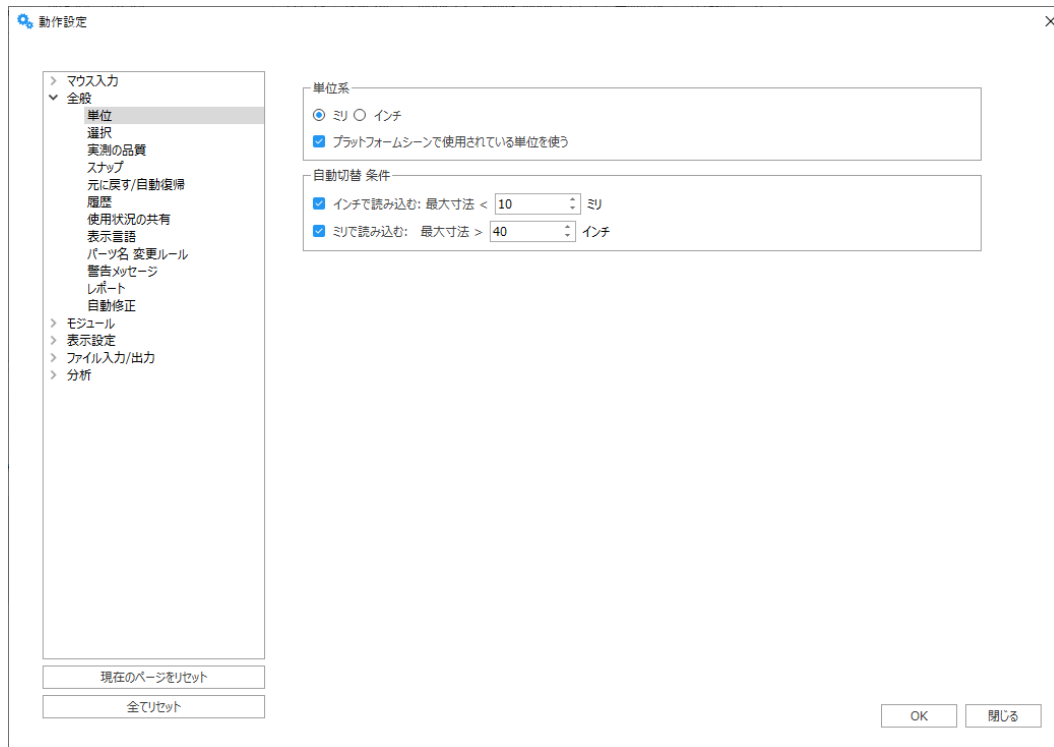 動作設定
マウス入力
全般
単位
選択
実測の品質
スナップ
元に戻す/自動復帰
履歴
使用状況の共有
表示言語
パーツ名 変更ルール
警告メッセージ
レポート
自動修正
モジュール
表示設定
ファイル入力/出力
分析
現在のページをリセット
全てリセット
単位系
ミリ インチ
プラットフォームシーンで使用されている単位を使う
自動切替 条件
インチで読み込む: 最大寸法 < 10 ミリ
ミリで読み込む: 最大寸法 > 40 インチ
OK 閉じる